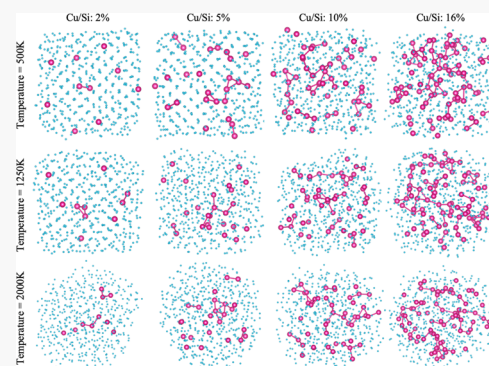 Cu/Si: 2% Cu/Si: 5% Cu/Si: 10% Cu/Si: 16%
Temperature = 500K
Temperature = 1250K
Temperature = 2000K